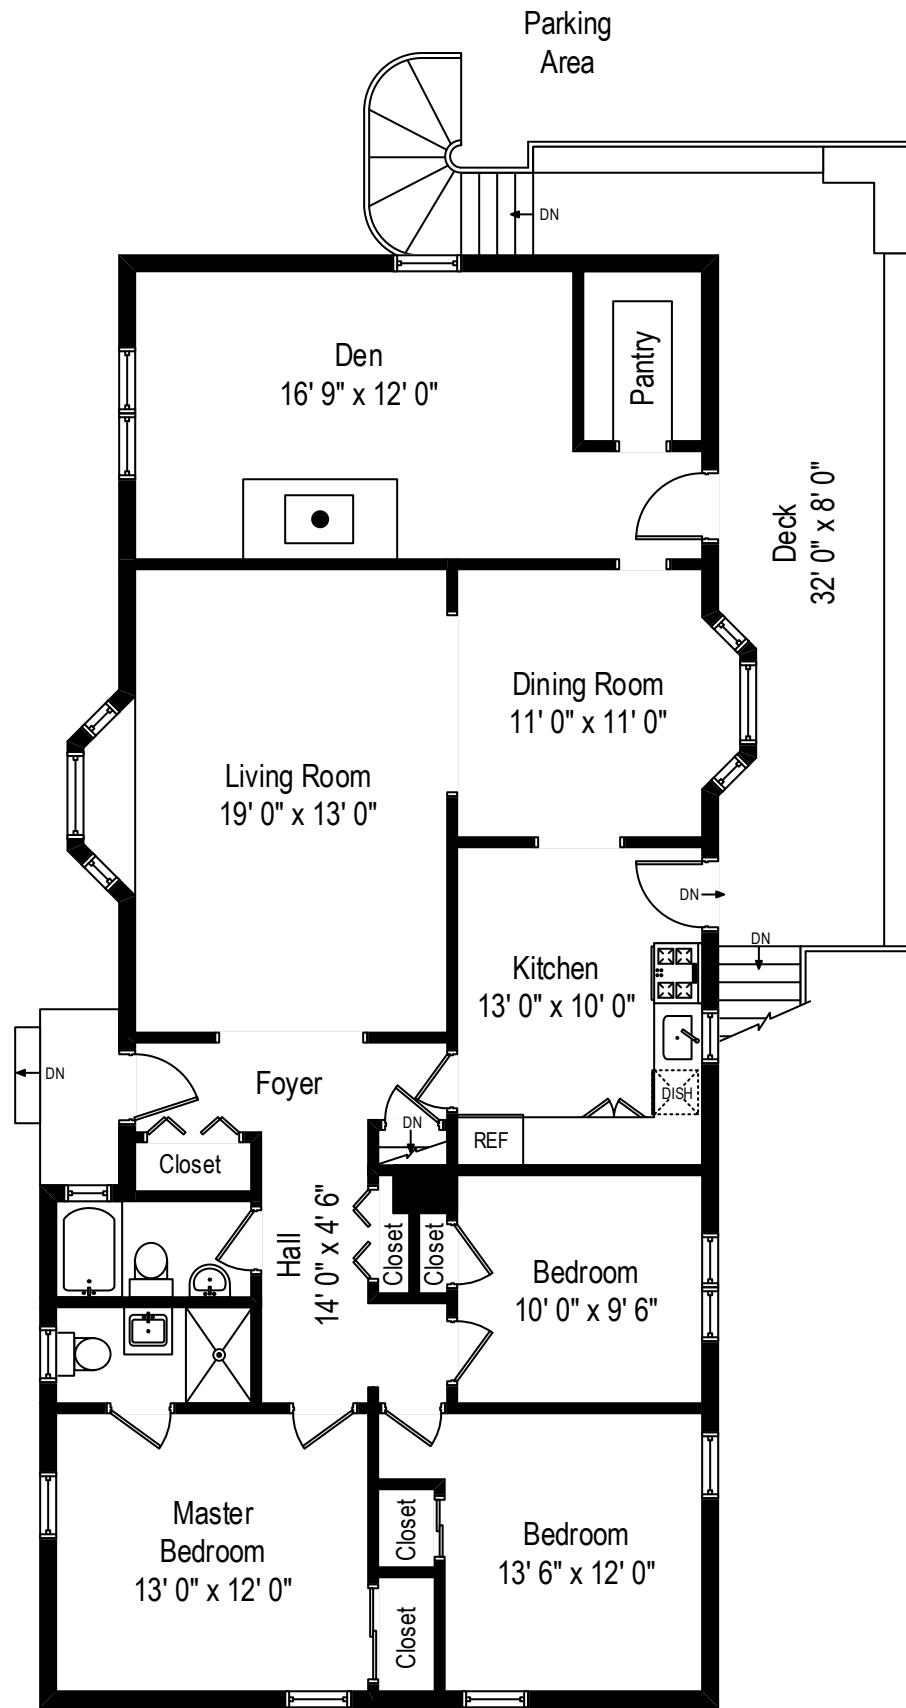 Parking
Area
DN
Den
16' 9" x 12' 0"
Pantry
Deck
32' 0" x 8' 0"
Dining Room
11' 0" x 11' 0"
Living Room
19' 0" x 13' 0"
DN
DN
Kitchen
13' 0" x 10' 0"
DN
Foyer
DISH
DN
REF
Closet
Hall
14' 0" x 4' 6"
Closet
Closet
Bedroom
10' 0" x 9' 6"
Master
Bedroom
13' 0" x 12' 0"
Closet
Bedroom
13' 6" x 12' 0"
Closet